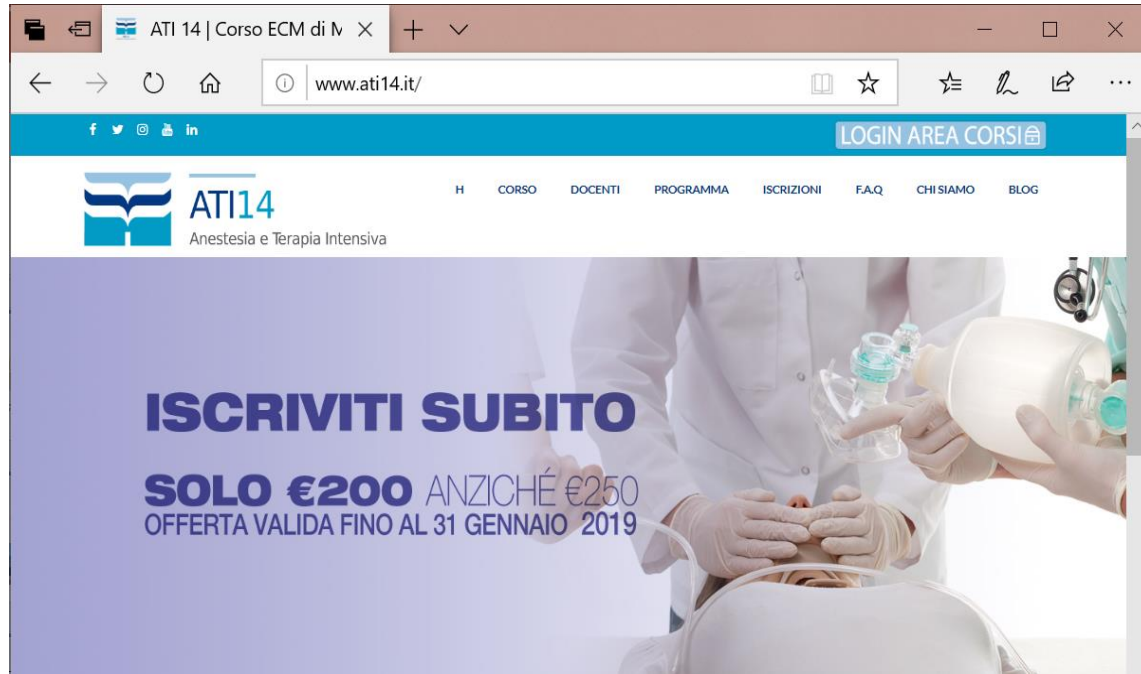 ATI 14 | Corso ECM di M
www.ati14.it/
f in
LOGIN AREA CORSI
ATI14
Anestesia e Terapia Intensiva
H CORSO DOCENTI PROGRAMMA ISCRIZIONI F.A.Q CHI SIAMO BLOG
ISCRIVITI SUBITO
SOLO €200 ANZICHÉ €250
OFFERTA VALIDA FINO AL 31 GENNAIO 2019